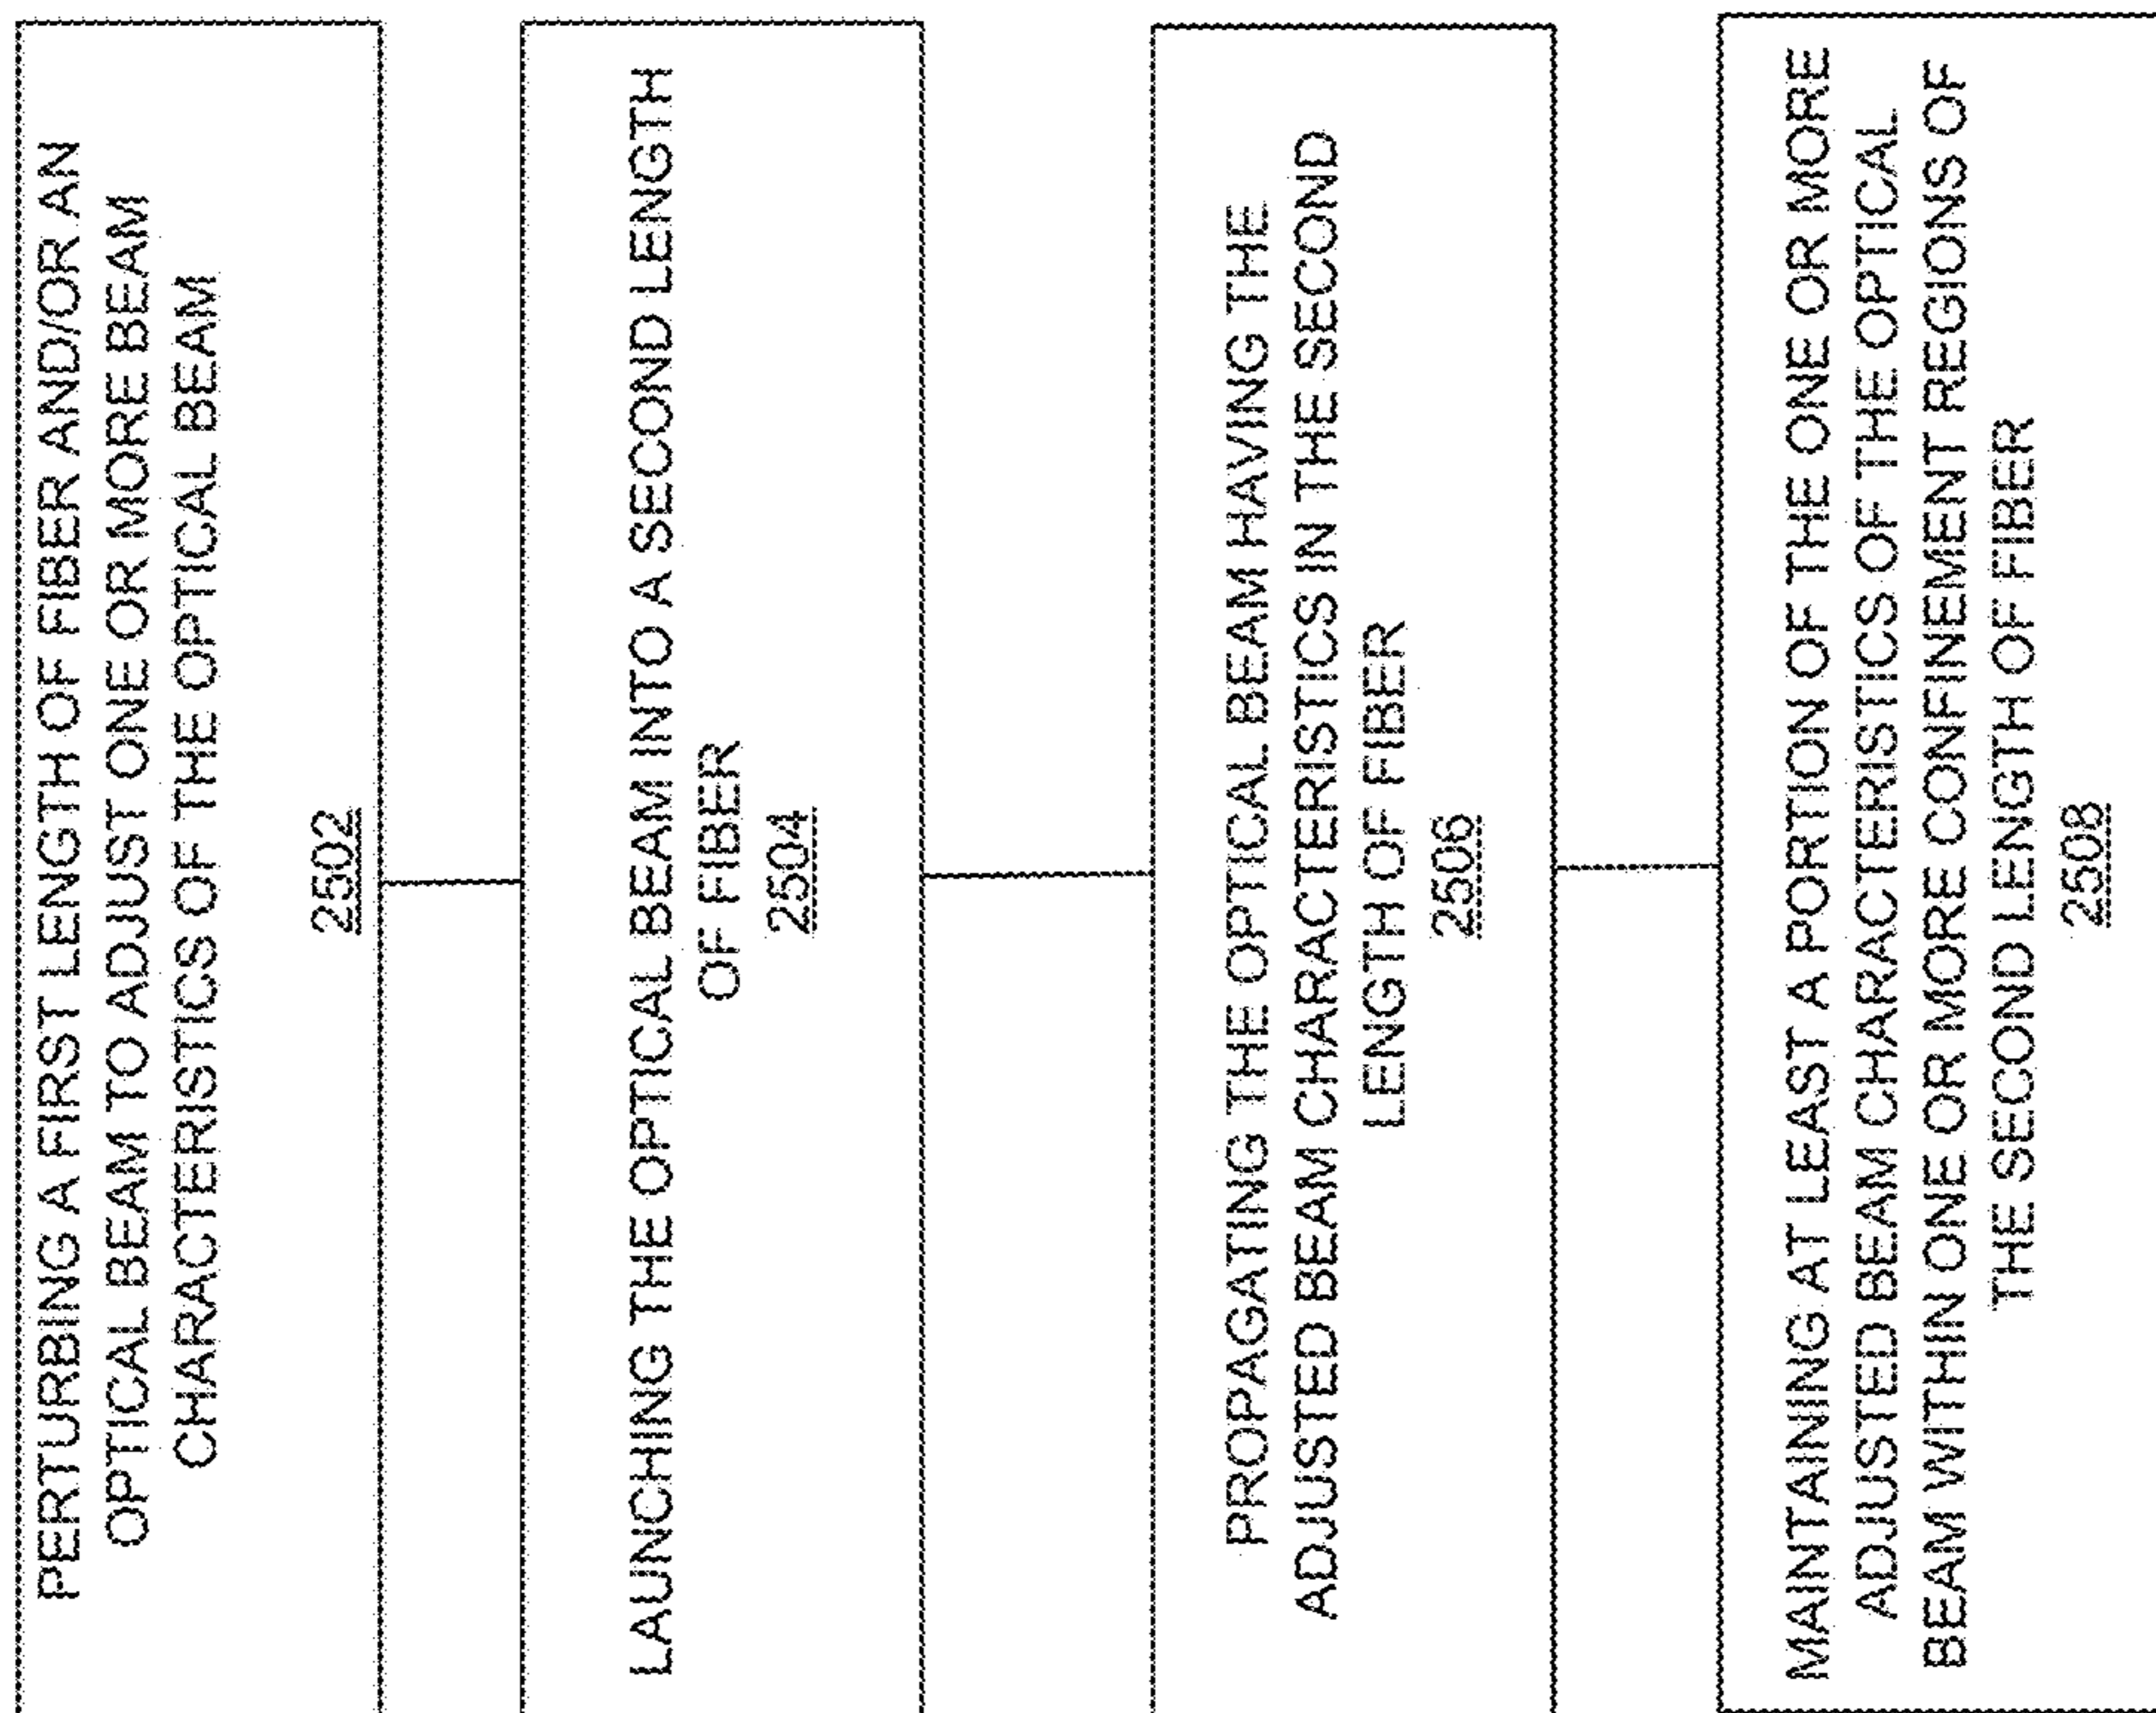 PERTURBING A FIRST LENGTH OF FIBER AND/OR AN
OPTICAL BEAM TO ADJUST ONE OR MORE BEAM
CHARACTERISTICS OF THE OPTICAL BEAM
2502
LAUNCHING THE OPTICAL BEAM INTO A SECOND LENGTH
OF FIBER
2504
PROPAGATING THE OPTICAL BEAM HAVING THE
ADJUSTED BEAM CHARACTERISTICS IN THE SECOND
LENGTH OF FIBER
2506
MAINTAINING AT LEAST A PORTION OF THE ONE OR MORE
ADJUSTED BEAM CHARACTERISTICS OF THE OPTICAL
BEAM WITHIN ONE OR MORE CONFINEMENT REGIONS OF
THE SECOND LENGTH OF FIBER
2508